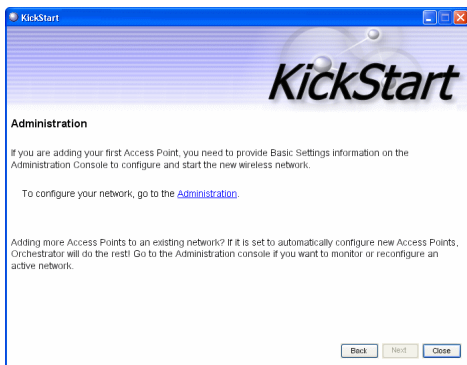 KickStart
KickStart
Administration
If you are adding your first Access Point, you need to provide Basic Settings information on the
Administration Console to configure and start the new wireless network.
To configure your network, go to the Administration.
Adding more Access Points to an existing network? If it is set to automatically configure new Access Points,
Orchestrator will do the rest! Go to the Administration console if you want to monitor or reconfigure an
active network.
Back Next Close